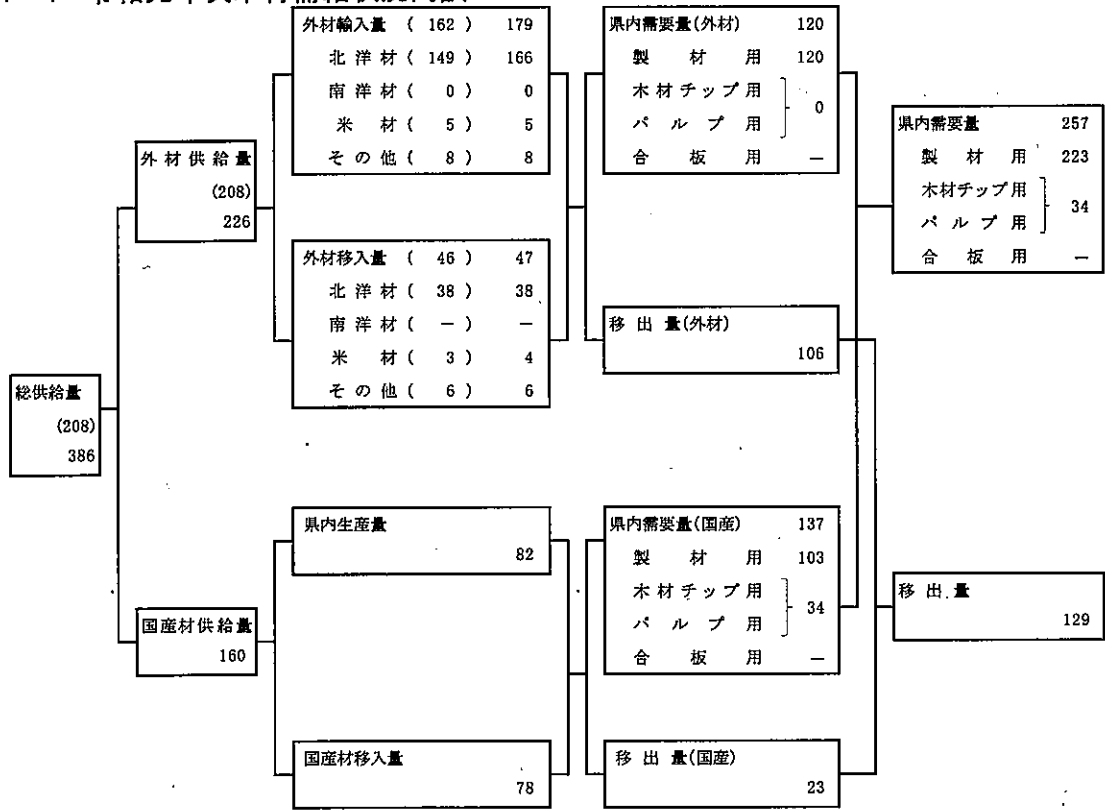 外材輸入量 ( 162 ) 179
北洋材 ( 149 ) 166
南洋材 ( 0 ) 0
米材 ( 5 ) 5
その他 ( 8 ) 8
県内需要量(外材) 120
製材用 120
木材チップ用
パルプ用 0
合板用 —
県内需要量 257
製材用 223
木材チップ用
パルプ用 34
合板用 —
外材供給量
(208)
226
外材移入量 ( 46 ) 47
北洋材 ( 38 ) 38
南洋材 ( — ) —
米材 ( 3 ) 4
その他 ( 6 ) 6
移出量(外材)
106
総供給量
(208)
386
県内生産量
82
県内需要量(国産) 137
製材用 103
木材チップ用
パルプ用 34
合板用 —
国産材供給量
160
移出量
129
国産材移入量
78
移出量(国産)
23